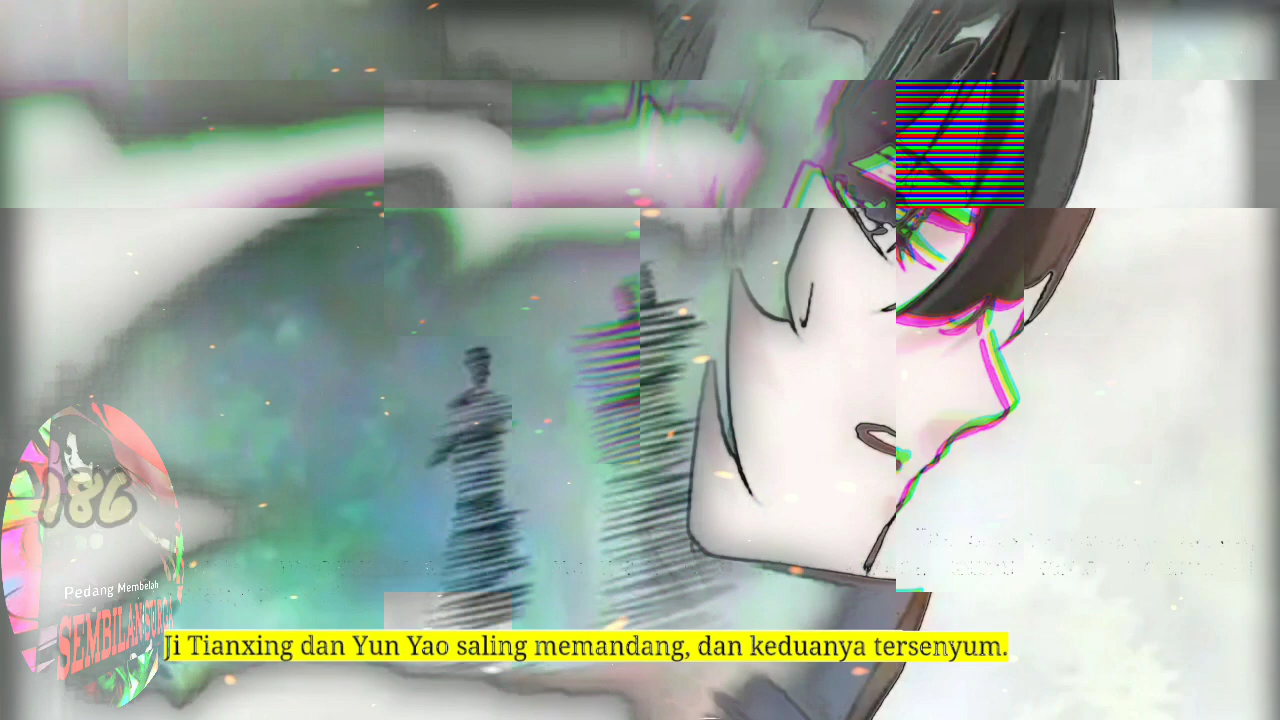 186
Pedang Membelah
SEMBILAN SURGA
Ji Tianxing dan Yun Yao saling memandang, dan keduanya tersenyum.